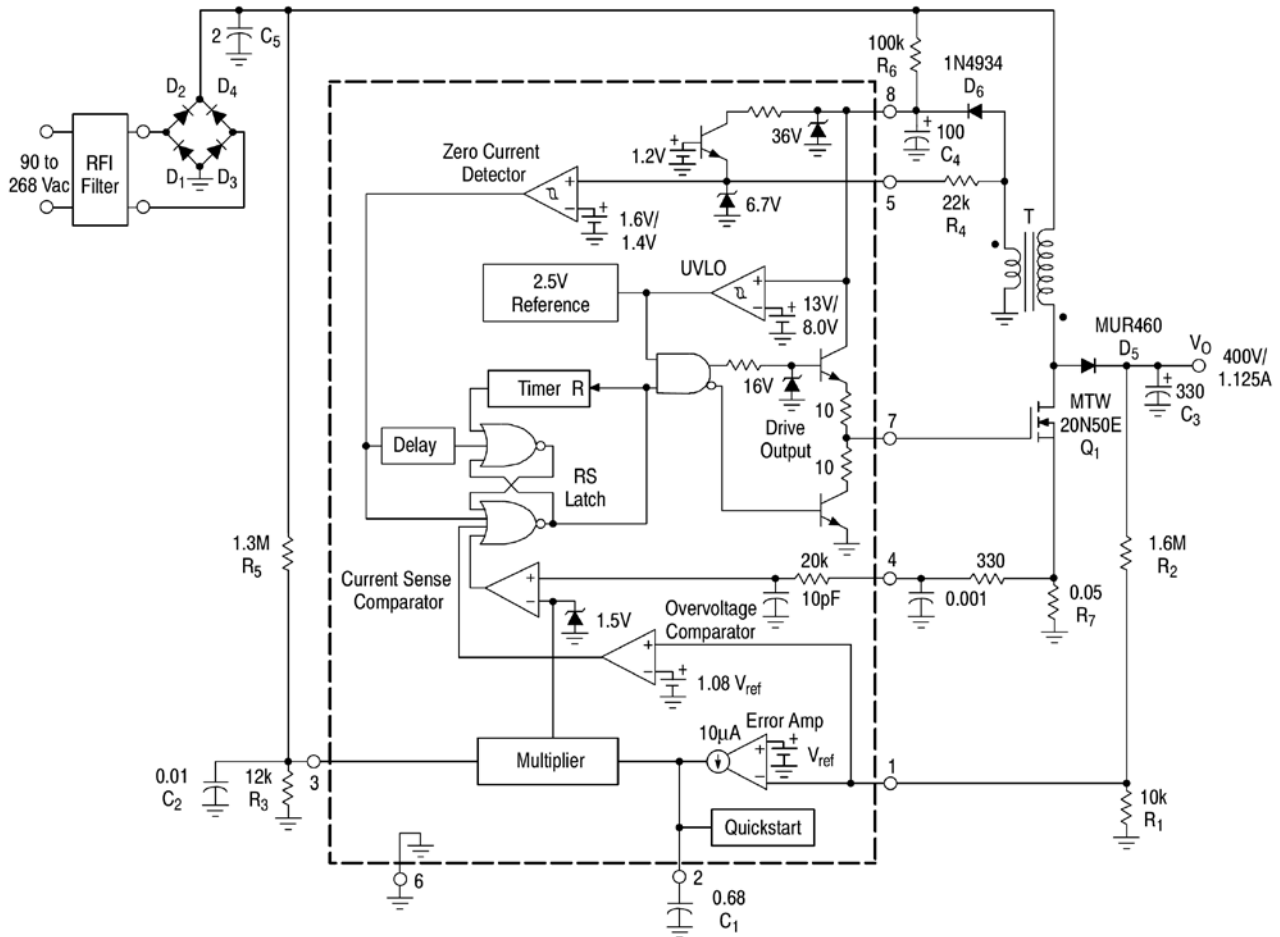 2
C5
100k
R6
1N4934
D6
D2
D4
8
36V
100
C4
90 to
268 Vac
RFI
Filter
D1
D3
1.2V
Zero Current
Detector
5
6.7V
22k
R4
T
1.6V/
1.4V
UVLO
2.5V
Reference
13V/
8.0V
MUR460
D5
VO
400V/
1.125A
330
C3
Timer R
16V
10
Drive
Output
7
MTW
20N50E
Q1
Delay
10
RS
Latch
1.3M
R5
1.6M
R2
20k
4
330
Current Sense
Comparator
10pF
0.001
0.05
R7
1.5V
Overvoltage
Comparator
1.08 Vref
Error Amp
10μA
Vref
Multiplier
1
0.01
C2
12k
R3
3
10k
R1
Quickstart
6
2
0.68
C1